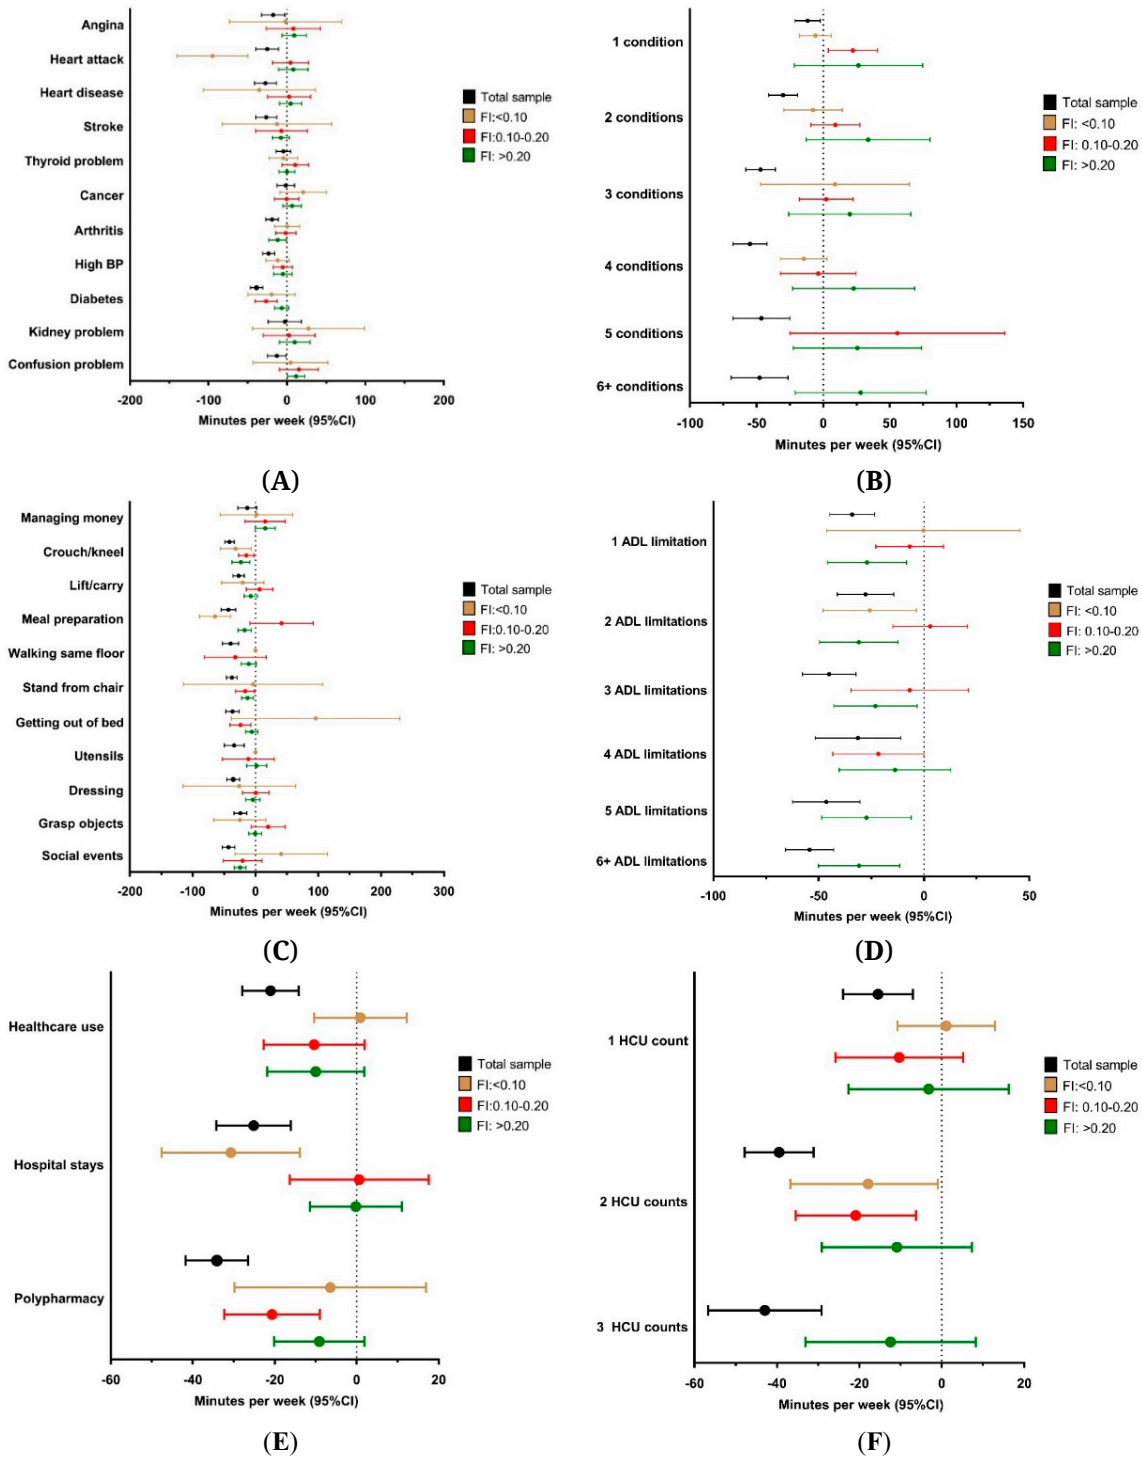 Angina
Heart attack
Heart disease
Stroke
Thyroid problem
Cancer
Arthritis
High BP
Diabetes
Kidney problem
Confusion problem
-200 -100 0 100 200
Minutes per week (95%CI)
Total sample
FI:<0.10
FI:0.10-0.20
FI: >0.20
(A)
1 condition
2 conditions
3 conditions
4 conditions
5 conditions
6+ conditions
-100 -50 0 50 100 150
Minutes per week (95%CI)
Total sample
FI: <0.10
FI: 0.10-0.20
FI: >0.20
(B)
Managing money
Crouch/kneel
Lift/carry
Meal preparation
Walking same floor
Stand from chair
Getting out of bed
Utensils
Dressing
Grasp objects
Social events
-200 -100 0 100 200 300
Minutes per week (95%CI)
Total sample
FI:<0.10
FI:0.10-0.20
FI: >0.20
(C)
1 ADL limitation
2 ADL limitations
3 ADL limitations
4 ADL limitations
5 ADL limitations
6+ ADL limitations
-100 -50 0 50
Minutes per week (95%CI)
Total sample
FI: <0.10
FI: 0.10-0.20
FI: >0.20
(D)
Healthcare use
Hospital stays
Polypharmacy
-60 -40 -20 0 20
Minutes per week (95%CI)
Total sample
FI:<0.10
FI:0.10-0.20
FI: >0.20
(E)
1 HCU count
2 HCU counts
3 HCU counts
-60 -40 -20 0 20
Minutes per week (95%CI)
Total sample
FI:<0.10
FI: 0.10-0.20
FI: >0.20
(F)